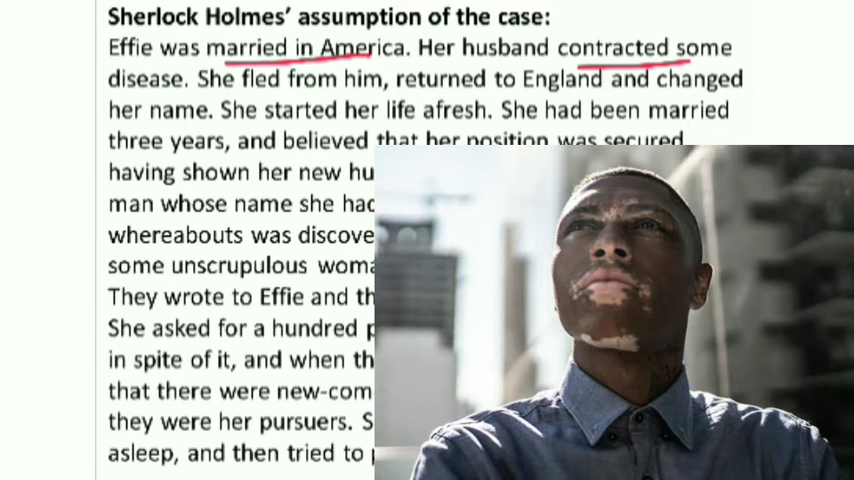 Sherlock Holmes’ assumption of the case:
Effie was married in America. Her husband contracted some
disease. She fled from him, returned to England and changed
her name. She started her life afresh. She had been married
three years, and believed that her position was secured
having shown her new hu
man whose name she had
whereabouts was discove
some unscrupulous woma
They wrote to Effie and th
She asked for a hundred
in spite of it, and when th
that there were new-com
they were her pursuers. S
asleep, and then tried to